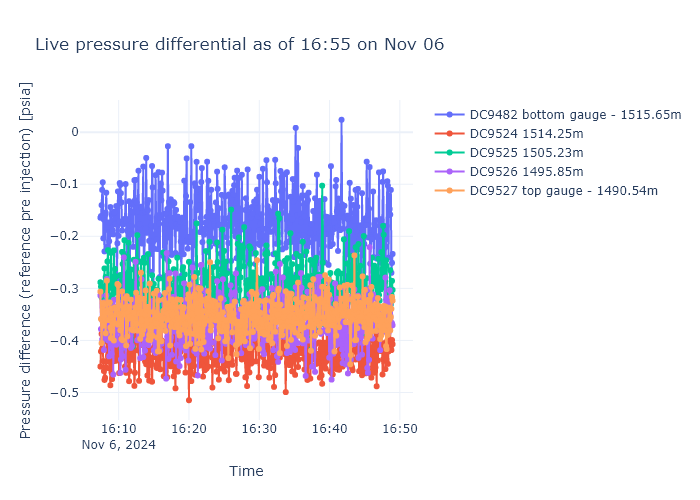 Live pressure differential as of 16:55 on Nov 06
Pressure difference (reference pre injection) [psia]
0
−0.1
−0.2
−0.3
−0.4
−0.5
16:10
16:20
16:30
16:40
16:50
Nov 6, 2024
Time
DC9482 bottom gauge - 1515.65m
DC9524 1514.25m
DC9525 1505.23m
DC9526 1495.85m
DC9527 top gauge - 1490.54m